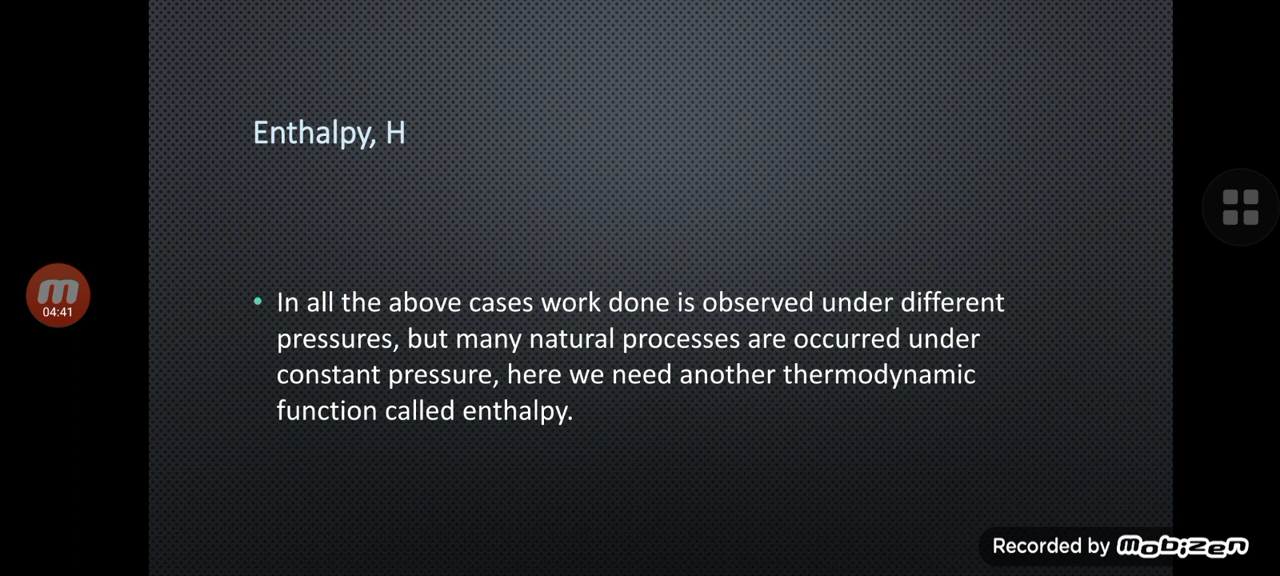 Enthalpy, H
• In all the above cases work done is observed under different
pressures, but many natural processes are occurred under
constant pressure, here we need another thermodynamic
function called enthalpy.
m
04:41
Recorded by mobizen